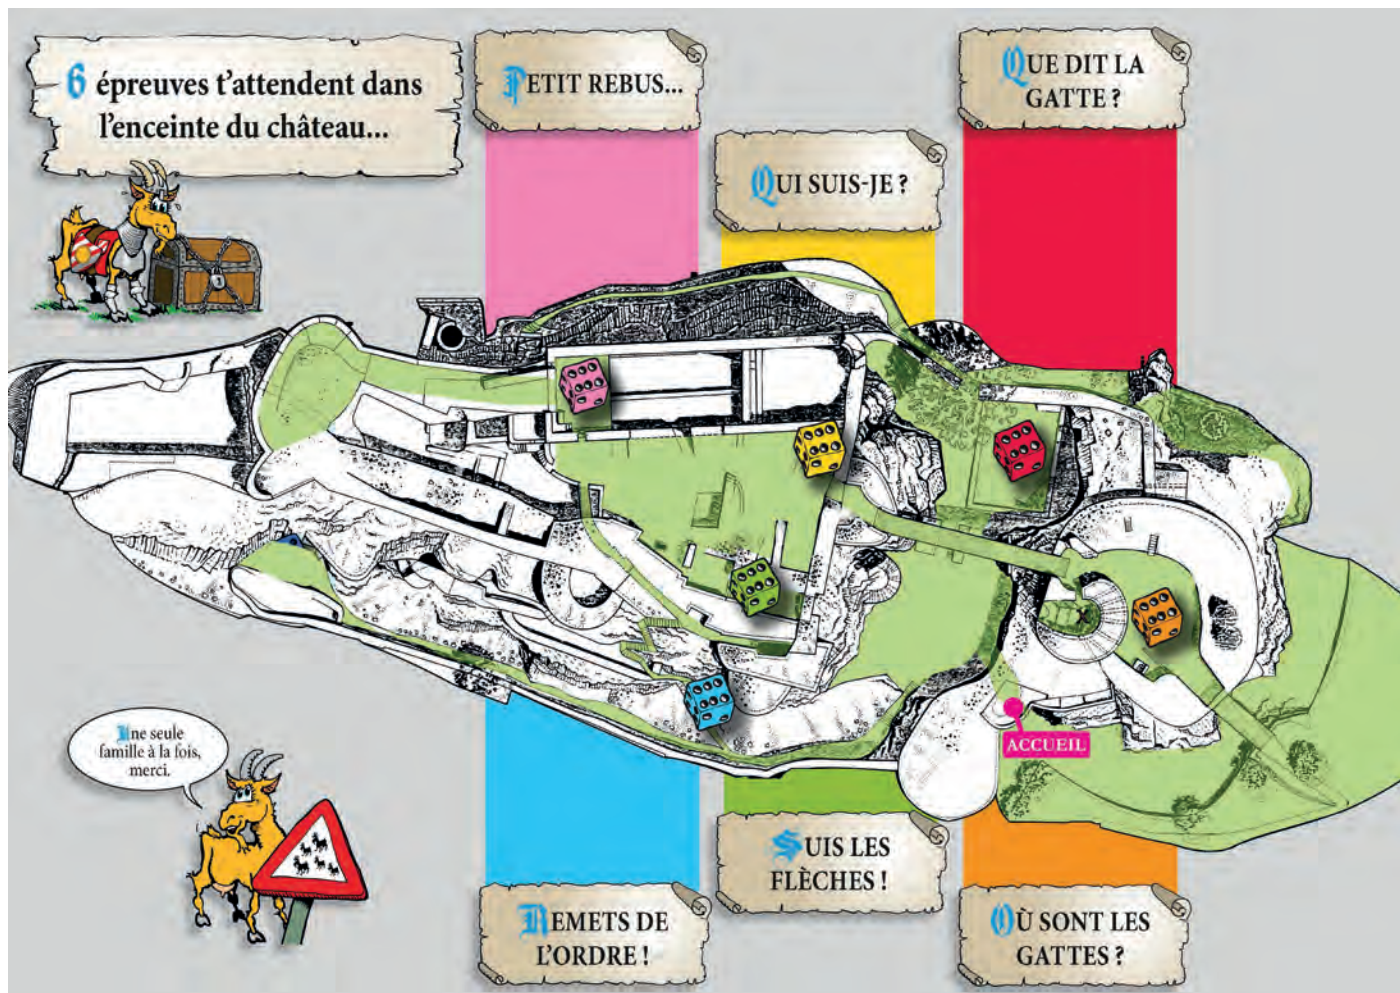 6 épreuves t'attendent dans
l'enceinte du château...
PETIT REBUS...
QUE DIT LA
GATTE ?
QUI SUIS-JE ?
ACCUEIL
Une seule
famille à la fois,
merci.
SUIS LES
FLÈCHES !
REMETS DE
L'ORDRE !
OÙ SONT LES
GATTES ?